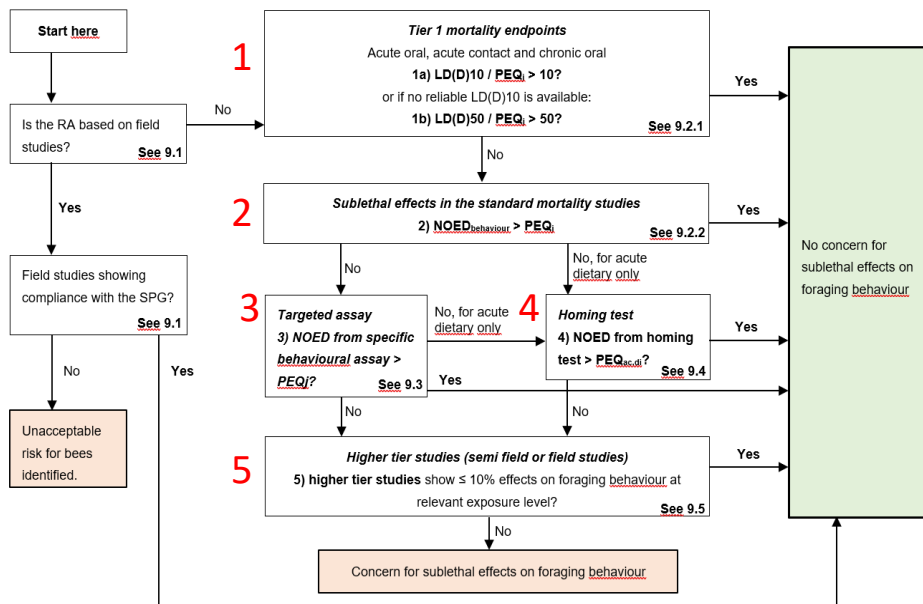 Start here
Is the RA based on field
studies?
See 9.1
No
Yes
Field studies showing
compliance with the SPG?
See 9.1
No
Yes
Unacceptable
risk for bees
identified.
1
Tier 1 mortality endpoints
Acute oral, acute contact and chronic oral
1a) LD(D)10 / PEQj > 10?
or if no reliable LD(D)10 is available:
1b) LD(D)50 / PEQj > 50?
See 9.2.1
Yes
No
2
Sublethal effects in the standard mortality studies
2) NOEDbehaviour > PEQj
See 9.2.2
Yes
No
No, for acute
dietary only
3
Targeted assay
3) NOED from specific
behavioural assay >
PEQj?
See 9.3
No, for acute
dietary only
Yes
No
4
Homing test
4) NOED from homing
test > PEQac,di?
See 9.4
Yes
No
5
Higher tier studies (semi field or field studies)
5) higher tier studies show ≤ 10% effects on foraging behaviour at
relevant exposure level?
See 9.5
Yes
No
Concern for sublethal effects on foraging behaviour
No concern for
sublethal effects on
foraging behaviour